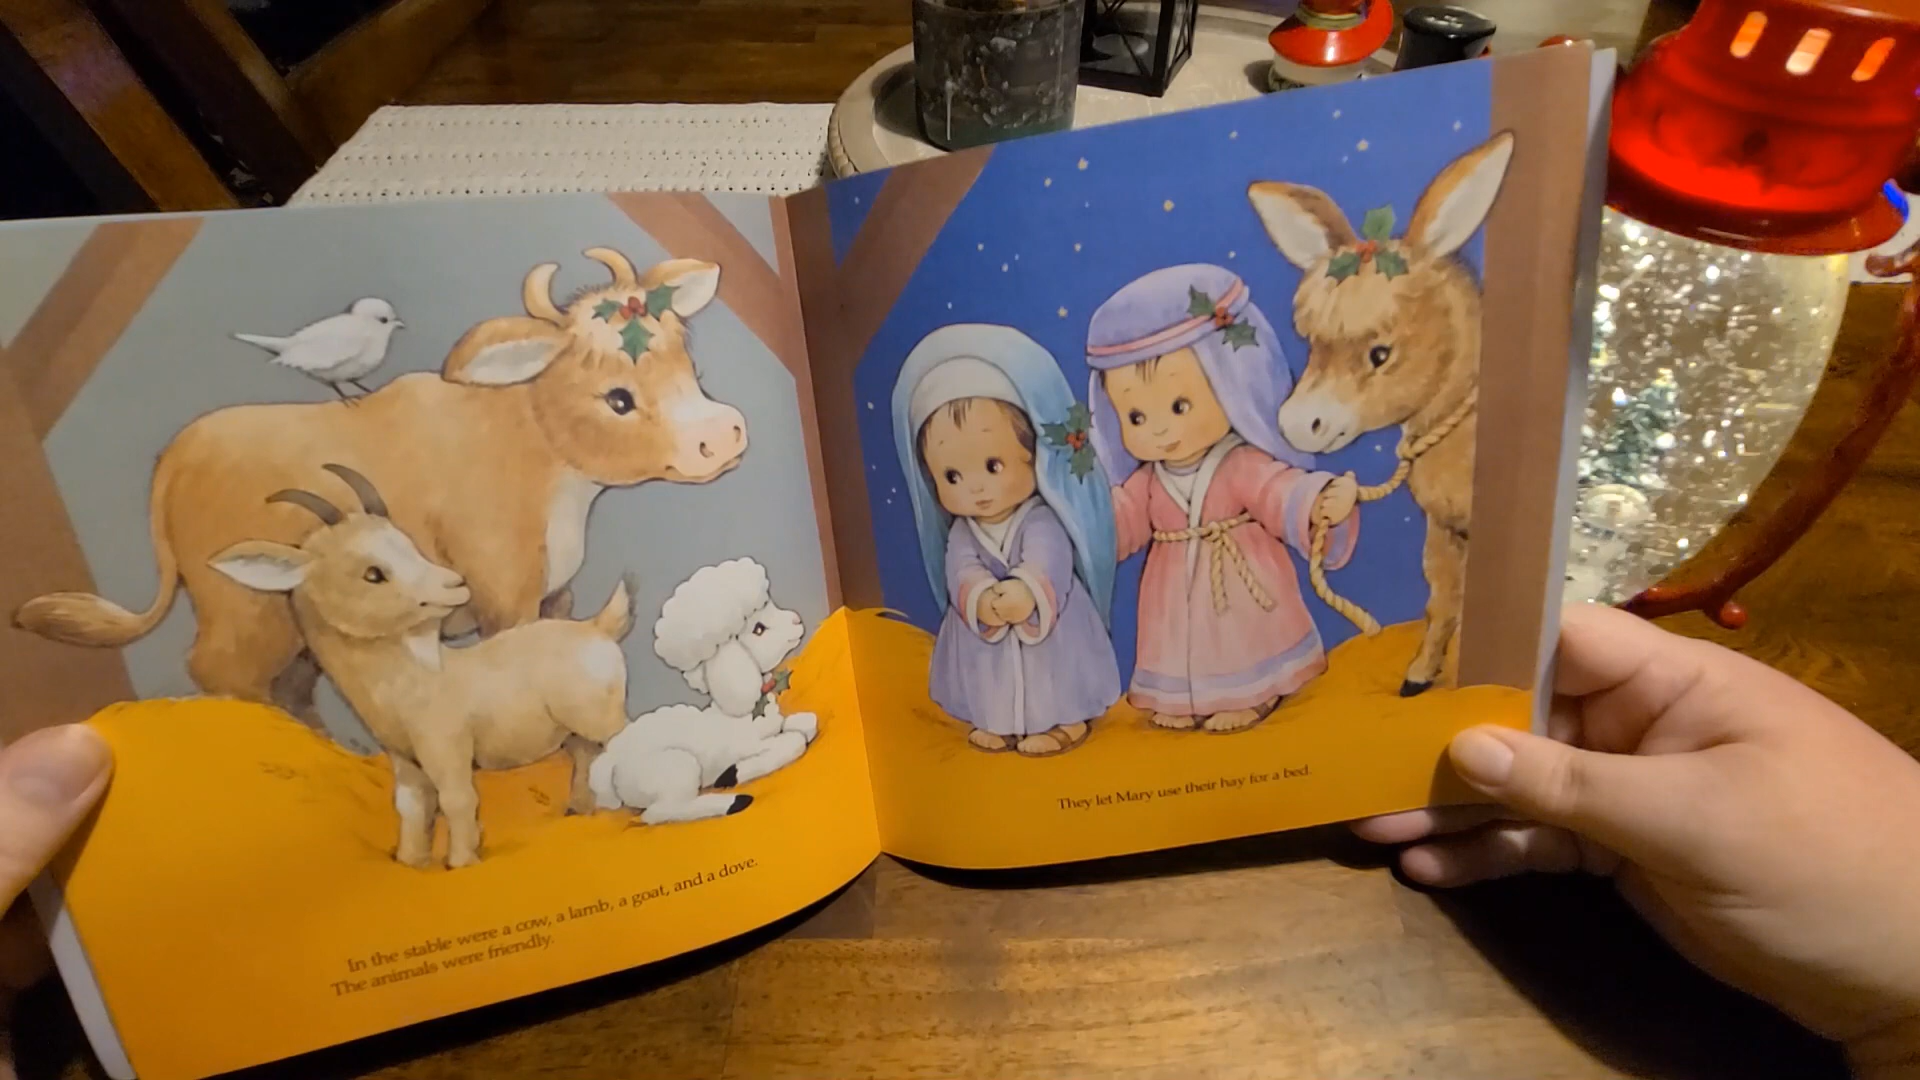 In the stable were a cow, a lamb, a goat, and a dove.
The animals were friendly.
They let Mary use their hay for a bed.